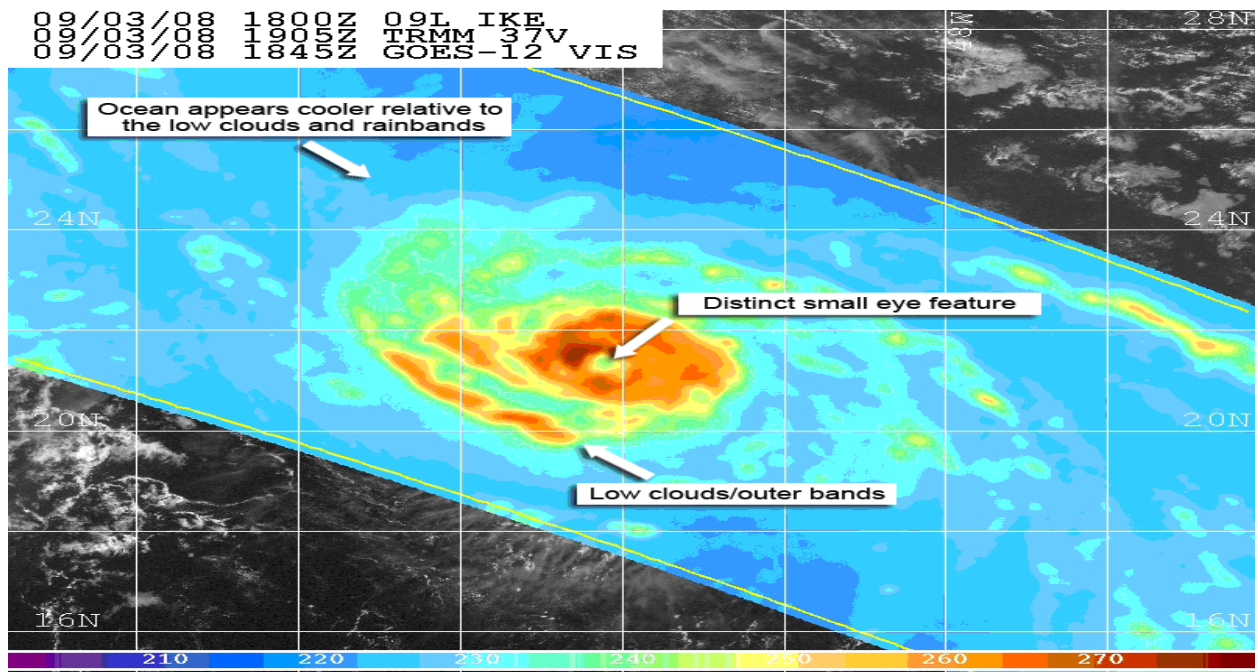 09/03/08 1800Z 09L IKE
09/03/08 1905Z TRMM 37V
09/03/08 1845Z GOES-12 VIS
28N
Ocean appears cooler relative to
the low clouds and rainbands
24N
24N
Distinct small eye feature
20N
20N
Low clouds/outer bands
16N
16N
210 220 230 240 250 260 270